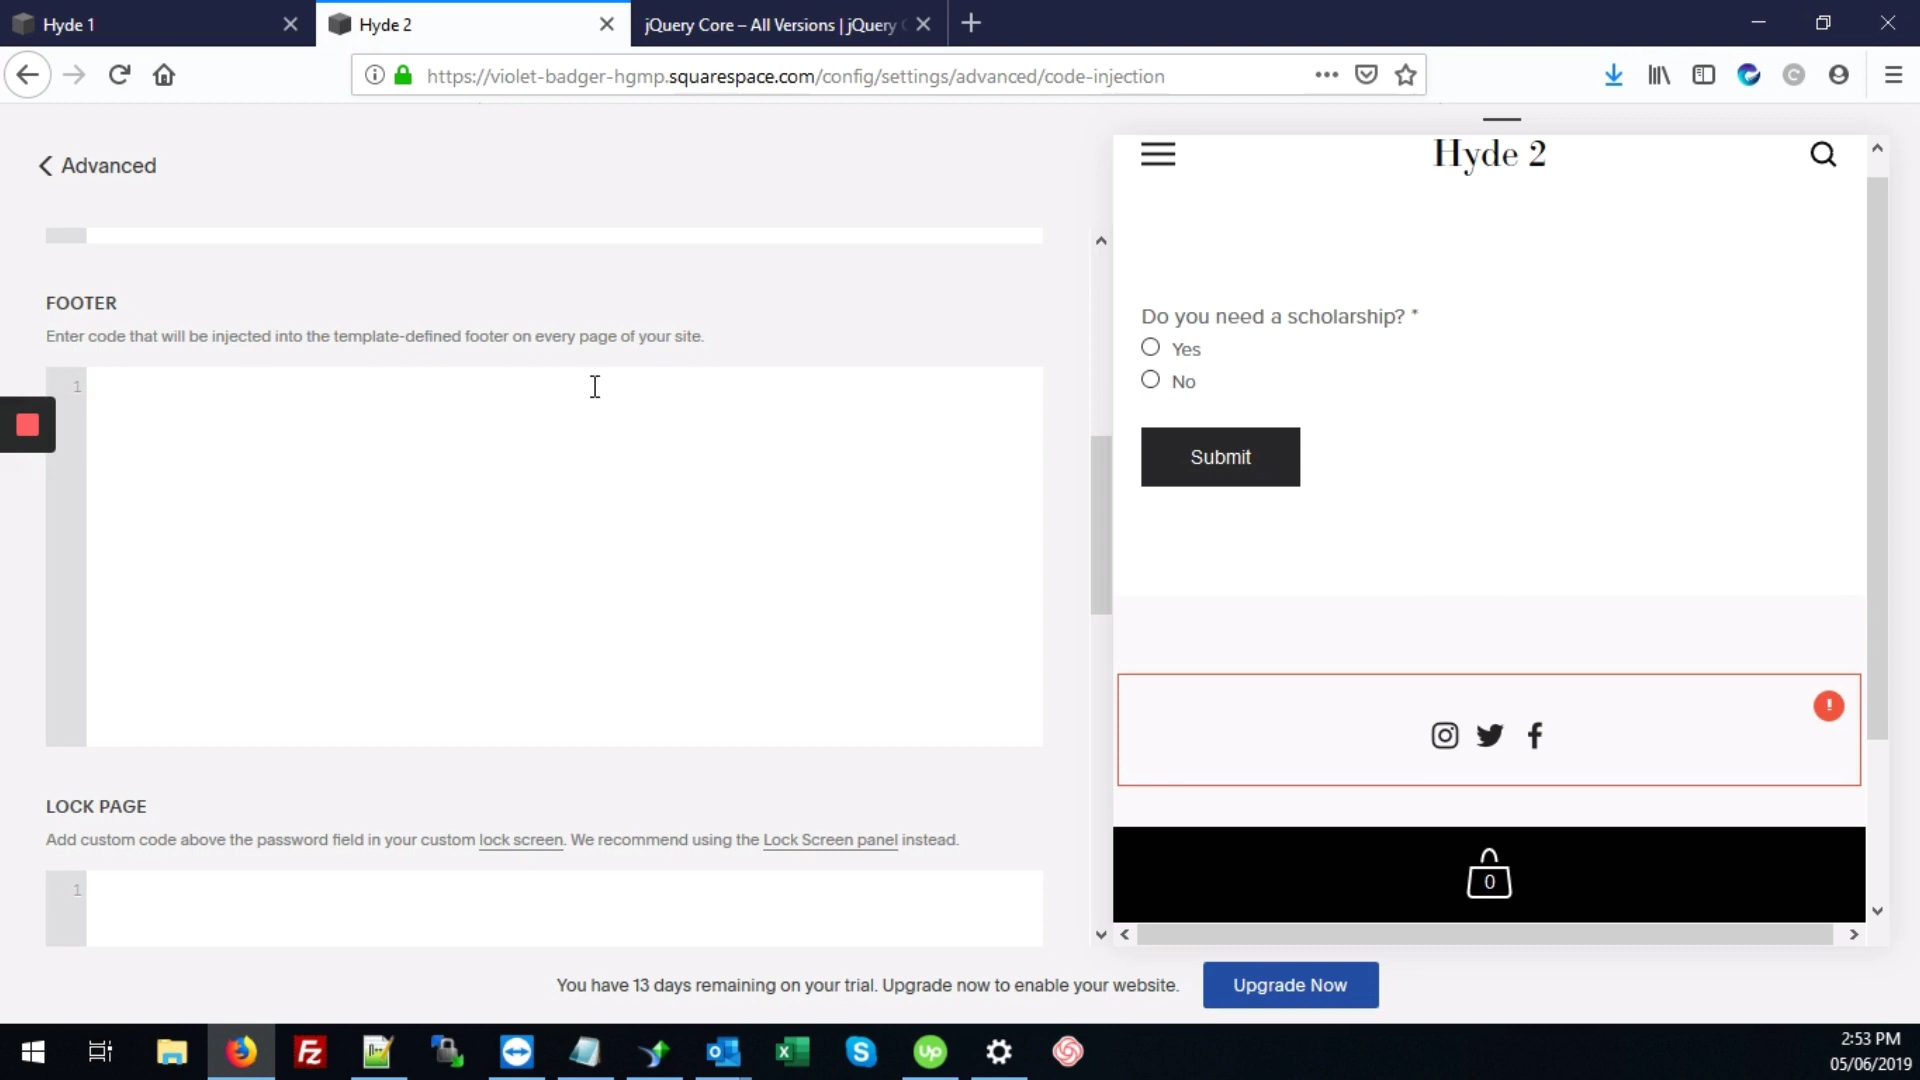 Hyde 1
Hyde 2
jQuery Core – All Versions | jQuery
https://violet-badger-hgmp.squarespace.com/config/settings/advanced/code-injection
Advanced
FOOTER
Enter code that will be injected into the template-defined footer on every page of your site.
1
LOCK PAGE
Add custom code above the password field in your custom lock screen. We recommend using the Lock Screen panel instead.
1
Hyde 2
Do you need a scholarship? *
Yes
No
Submit
!
0
You have 13 days remaining on your trial. Upgrade now to enable your website.
Upgrade Now
2:53 PM
05/06/2019